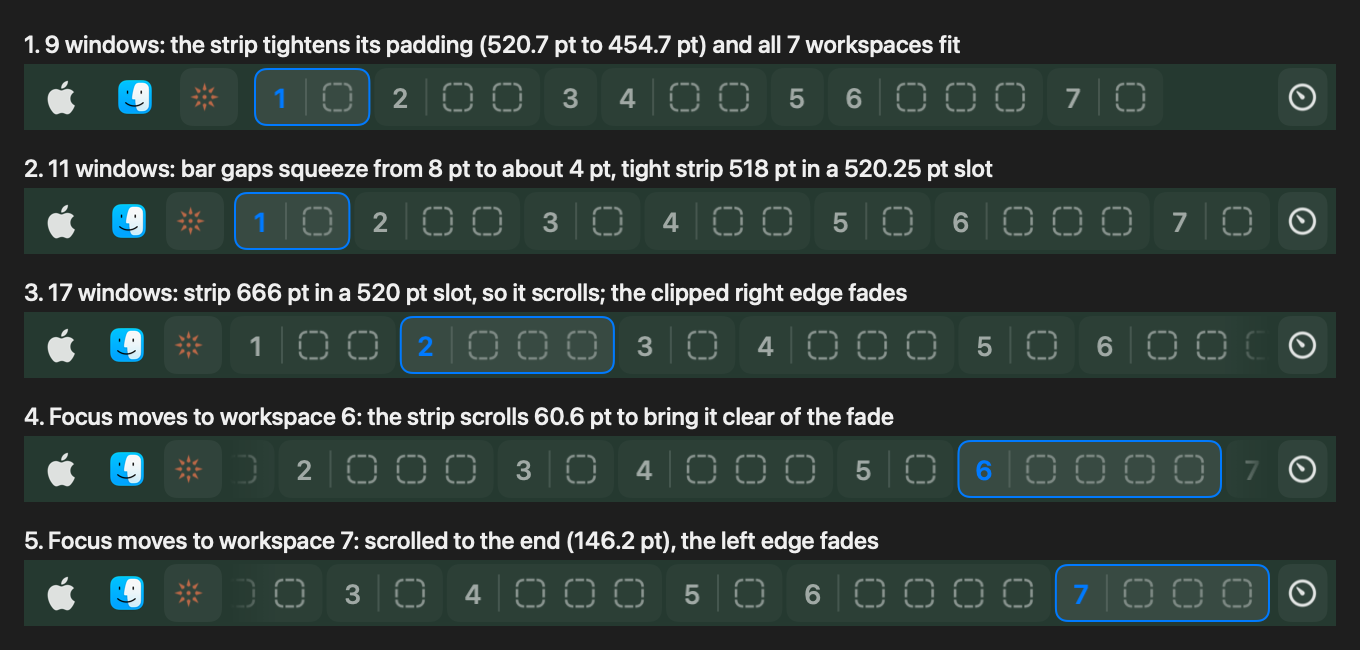 1. 9 windows: the strip tightens its padding (520.7 pt to 454.7 pt) and all 7 workspaces fit
1 2 3 4 5 6 7
2. 11 windows: bar gaps squeeze from 8 pt to about 4 pt, tight strip 518 pt in a 520.25 pt slot
1 2 3 4 5 6 7
3. 17 windows: strip 666 pt in a 520 pt slot, so it scrolls; the clipped right edge fades
1 2 3 4 5 6
4. Focus moves to workspace 6: the strip scrolls 60.6 pt to bring it clear of the fade
2 3 4 5 6 7
5. Focus moves to workspace 7: scrolled to the end (146.2 pt), the left edge fades
3 4 5 6 7